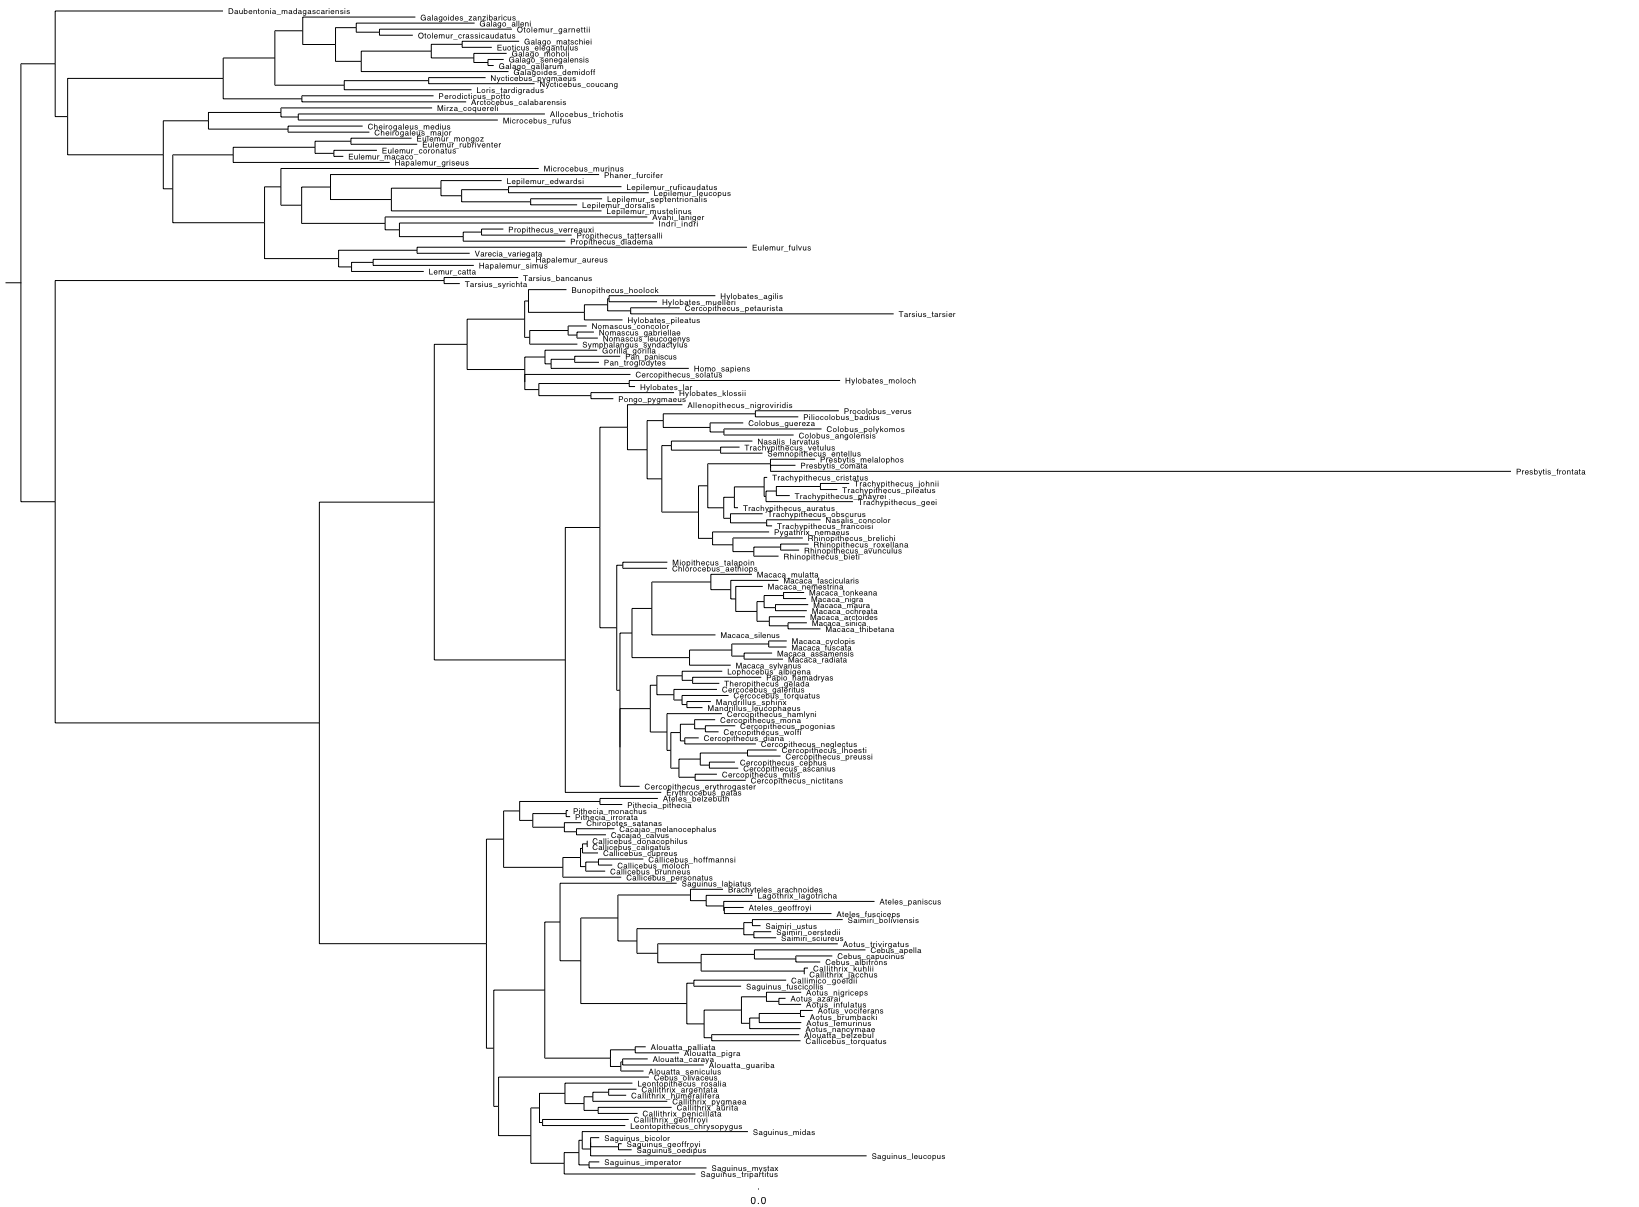 Daubentonia_madagascariensis
Galagoides_zanzibaricus
Galago_alleni
Otolemur_garnettii
Otolemur_crassicaudatus
Galago_matschiei
Euoticus_elegantulus
Galago_moholi
Galago_senegalensis
Galago_gallarum
Galagoides_demidoff
Nycticebus_pygmaeus
Nycticebus_coucang
Loris_tardigradus
Perodicticus_potto
Arctocebus_calabarensis
Mirza_coquereli
Allocebus_trichotis
Microcebus_rufus
Cheirogaleus_medius
Cheirogaleus_major
Eulemur_mongoz
Eulemur_rubriventer
Eulemur_coronatus
Eulemur_macaco
Hapalemur_griseus
Microcebus_murinus
Phaner_furcifer
Lepilemur_edwardsi
Lepilemur_ruficaudatus
Lepilemur_leucopus
Lepilemur_septentrionalis
Lepilemur_dorsalis
Lepilemur_mustelinus
Avahi_laniger
Indri_indri
Propithecus_verreauxi
Propithecus_tattersalli
Propithecus_diadema
Eulemur_fulvus
Varecia_variegata
Hapalemur_aureus
Hapalemur_simus
Lemur_catta
Tarsius_bancanus
Tarsius_syrichta
Bunopithecus_hoolock
Hylobates_agilis
Hylobates_muelleri
Cercopithecus_petaurista
Tarsius_tarsier
Hylobates_pileatus
Nomascus_concolor
Nomascus_gabriellae
Nomascus_leucogenys
Symphalangus_syndactylus
Gorilla_gorilla
Pan_paniscus
Pan_troglodytes
Homo_sapiens
Cercopithecus_solatus
Hylobates_moloch
Hylobates_lar
Hylobates_klossii
Pongo_pygmaeus
Allenopithecus_nigroviridis
Procolobus_verus
Piliocolobus_badius
Colobus_guereza
Colobus_polykomos
Colobus_angolensis
Nasalis_larvatus
Trachypithecus_vetulus
Semnopithecus_entellus
Presbytis_melalophos
Presbytis_comata
Presbytis_frontata
Trachypithecus_cristatus
Trachypithecus_johnii
Trachypithecus_pileatus
Trachypithecus_phayrei
Trachypithecus_geei
Trachypithecus_auratus
Trachypithecus_obscurus
Nasalis_concolor
Trachypithecus_francoisi
Pygathrix_nemaeus
Rhinopithecus_brelichi
Rhinopithecus_roxellana
Rhinopithecus_avunculus
Rhinopithecus_bieti
Miopithecus_talapoin
Chlorocebus_aethiops
Macaca_mulatta
Macaca_fascicularis
Macaca_nemestrina
Macaca_tonkeana
Macaca_nigra
Macaca_maura
Macaca_ochreata
Macaca_arctoides
Macaca_sinica
Macaca_thibetana
Macaca_silenus
Macaca_cyclopis
Macaca_fuscata
Macaca_assamensis
Macaca_radiata
Macaca_sylvanus
Lophocebus_albigena
Papio_hamadryas
Theropithecus_gelada
Cercocebus_galeritus
Cercocebus_torquatus
Mandrillus_sphinx
Mandrillus_leucophaeus
Cercopithecus_hamlyni
Cercopithecus_mona
Cercopithecus_pogonias
Cercopithecus_wolfi
Cercopithecus_diana
Cercopithecus_neglectus
Cercopithecus_lhoesti
Cercopithecus_preussi
Cercopithecus_cephus
Cercopithecus_ascanius
Cercopithecus_mitis
Cercopithecus_nictitans
Cercopithecus_erythrogaster
Erythrocebus_patas
Ateles_belzebuth
Pithecia_pithecia
Pithecia_monachus
Pithecia_irrorata
Chiropotes_satanas
Cacajao_melanocephalus
Cacajao_calvus
Callicebus_donacophilus
Callicebus_caligatus
Callicebus_cupreus
Callicebus_hoffmannsi
Callicebus_moloch
Callicebus_brunneus
Callicebus_personatus
Saguinus_labiatus
Brachyteles_arachnoides
Lagothrix_lagotricha
Ateles_paniscus
Ateles_geoffroyi
Ateles_fusciceps
Saimiri_boliviensis
Saimiri_ustus
Saimiri_oerstedii
Saimiri_sciureus
Aotus_trivirgatus
Cebus_apella
Cebus_capucinus
Cebus_albifrons
Callithrix_kuhlii
Callithrix_jacchus
Callimico_goeldii
Saguinus_fuscicollis
Aotus_nigriceps
Aotus_azarai
Aotus_infulatus
Aotus_vociferans
Aotus_brumbacki
Aotus_lemurinus
Aotus_nancymaae
Alouatta_belzebul
Callicebus_torquatus
Alouatta_palliata
Alouatta_pigra
Alouatta_caraya
Alouatta_guariba
Alouatta_seniculus
Cebus_olivaceus
Leontopithecus_rosalia
Callithrix_argentata
Callithrix_humeralifera
Callithrix_pygmaea
Callithrix_aurita
Callithrix_penicillata
Callithrix_geoffroyi
Leontopithecus_chrysopygus
Saguinus_midas
Saguinus_bicolor
Saguinus_geoffroyi
Saguinus_oedipus
Saguinus_leucopus
Saguinus_imperator
Saguinus_mystax
Saguinus_tripartitus
0.0